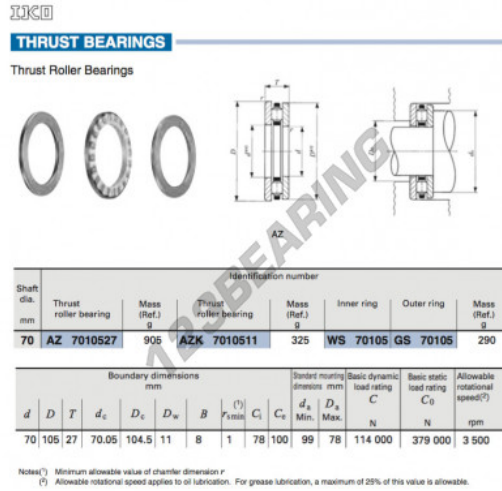 IKO
THRUST BEARINGS
Thrust Roller Bearings
T
r
r
D
d
d
AZ
123BEARING
Identification number
Shaft dia. mm Thrust roller bearing Mass (Ref.) g Thrust roller bearing Mass (Ref.) g Inner ring Outer ring Mass (Ref.) g
70 AZ 7010527 905 AZK 7010511 325 WS 70105 GS 70105 290
Boundary dimensions mm Standard mounting dimensions mm Basic dynamic load rating C N Basic static load rating C0 N Allowable rotational speed(2) rpm
d D T dc Dc Dw B rs min(1) Ci Ce da Min. Da Max.
70 105 27 70.05 104.5 11 8 1 78 100 99 78 114 000 379 000 3 500
Notes(1) Minimum allowable value of chamfer dimension r
(2) Allowable rotational speed applies to oil lubrication. For grease lubrication, a maximum of 25% of this value is allowable.